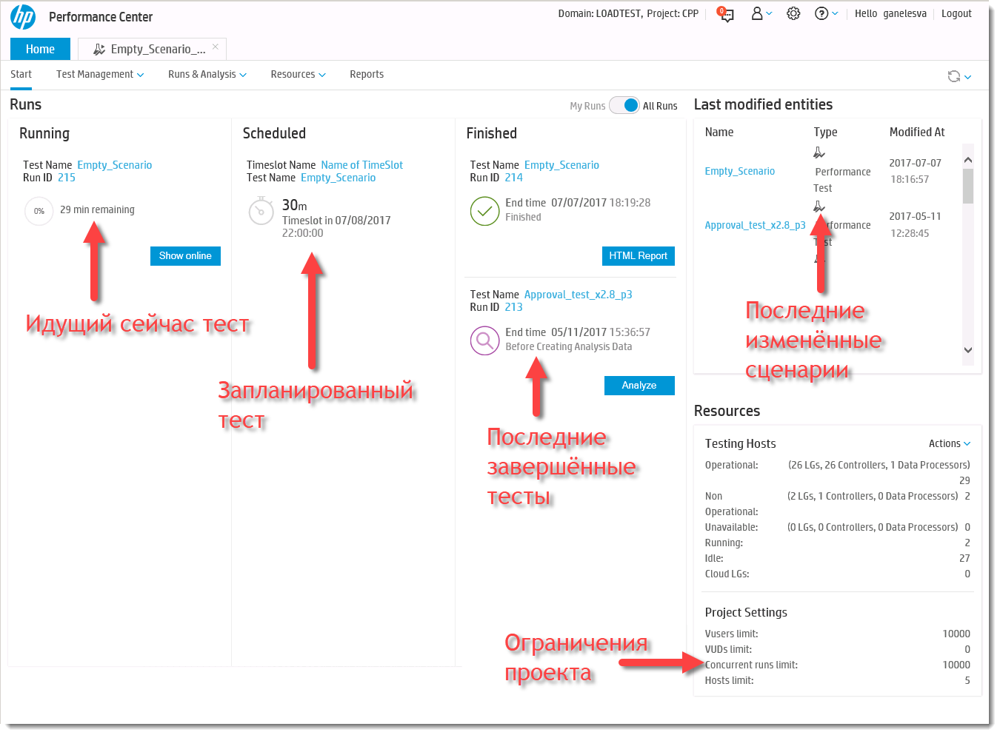 hp Performance Center
Domain: LOADTEST, Project: CPP
0
Hello ganelesva
Logout
Home
Empty_Scenario_...
Start
Test Management
Runs & Analysis
Resources
Reports
Runs
My Runs
All Runs
Running
Test Name Empty_Scenario
Run ID 215
0%
29 min remaining
Show online
Идущий сейчас тест
Scheduled
Timeslot Name Name of TimeSlot
Test Name Empty_Scenario
30m
Timeslot in 07/08/2017
22:00:00
Запланированный
тест
Finished
Test Name Empty_Scenario
Run ID 214
End time 07/07/2017 18:19:28
Finished
HTML Report
Test Name Approval_test_x2.8_p3
Run ID 213
End time 05/11/2017 15:36:57
Before Creating Analysis Data
Analyze
Последние
завершённые
тесты
Last modified entities
Name Type Modified At
Empty_Scenario
Performance
Test
2017-07-07
18:16:57
Approval_test_x2.8_p3
Performance
Test
2017-05-11
12:28:45
Последние
изменённые
сценарии
Resources
Testing Hosts
Actions
Operational: (26 LGs, 26 Controllers, 1 Data Processors)
29
Non (2 LGs, 1 Controllers, 0 Data Processors) 2
Operational:
Unavailable: (0 LGs, 0 Controllers, 0 Data Processors) 0
Running: 2
Idle: 27
Cloud LGs: 0
Project Settings
Vusers limit: 10000
VUDs limit: 0
Concurrent runs limit: 10000
Hosts limit: 5
Ограничения
проекта